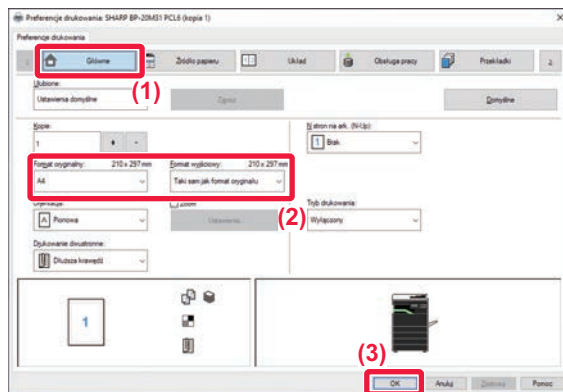 Preferencje drukowania: SHARP BP-20M31 PCL6 (kopia 1)
Preferencje drukowania
Główne
Źródło papieru
Układ
Obsługa pracy
Przekładki
(1)
Ulubione:
Ustawienia domyślne
Zapisz
Domyślne
Kopie:
1
+
-
N stron na ark. (N-Up):
1 Brak
Format oryginalny: 210 x 297 mm
A4
Format wyjściowy: 210 x 297 mm
Taki sam jak format oryginału
(2)
Orientacja:
A Pionowa
Zoom
Ustawienia
Tryb drukowania:
Wyłączony
Drukowanie dwustronne:
Dłuższa krawędź
1
(3)
OK
Anuluj
Zastosuj
Pomoc